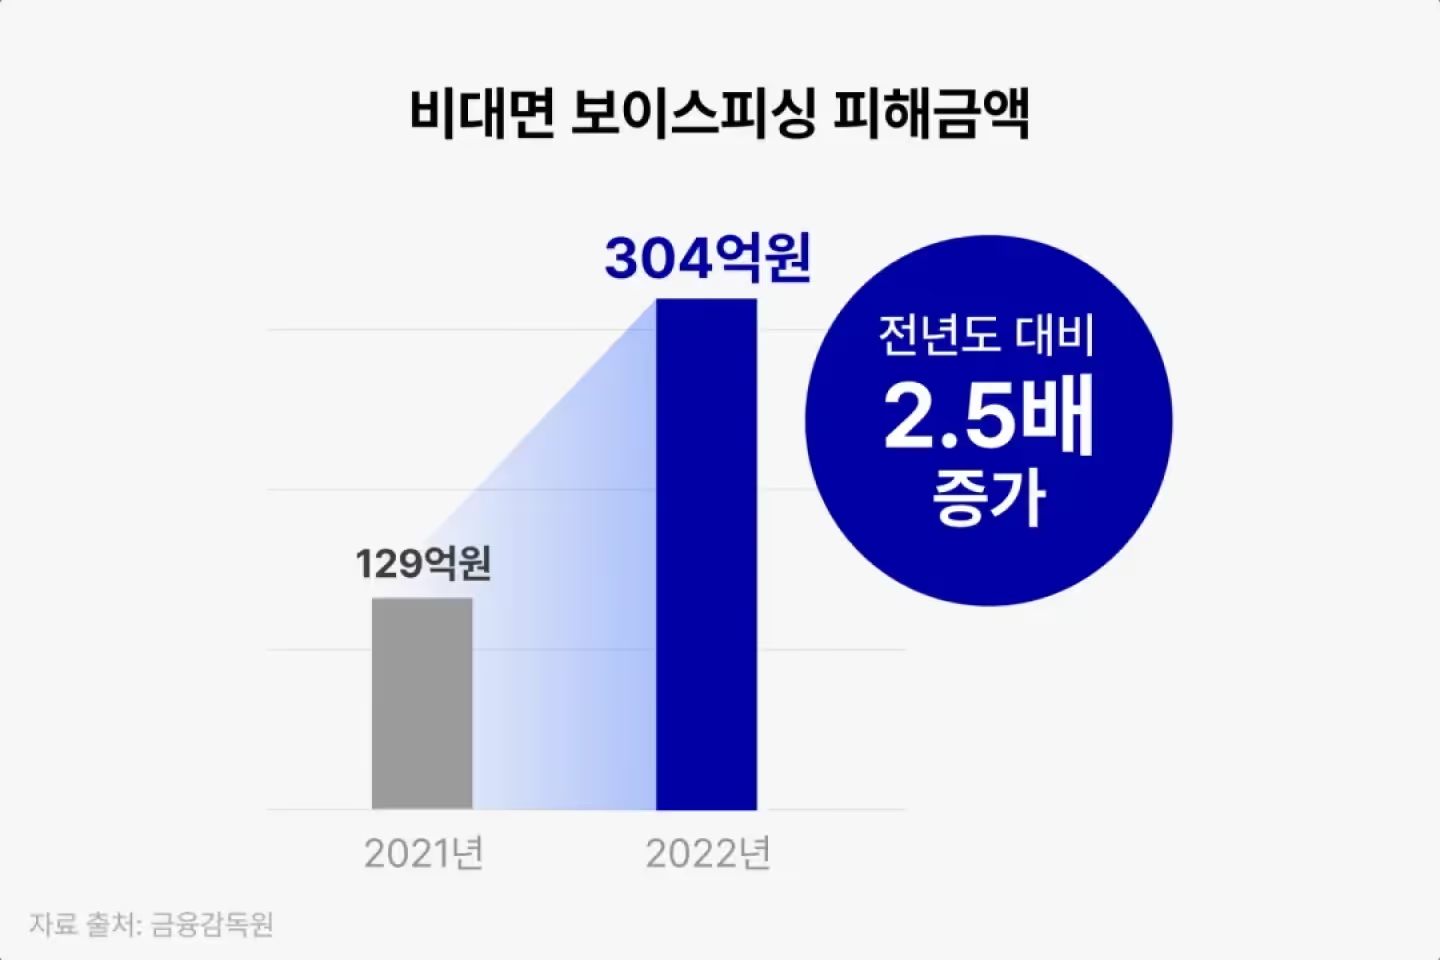 비대면 보이스피싱 피해금액
304억원
전년도 대비
2.5배
증가
129억원
2021년
2022년
자료 출처: 금융감독원